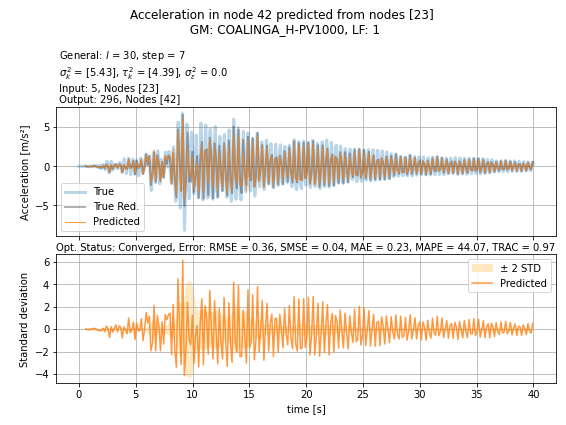 Acceleration in node 42 predicted from nodes [23]
GM: COALINGA_H-PV1000, LF: 1
General: l = 30, step = 7
σ²ₖ = [5.43], τ²ₖ = [4.39], σ²ε = 0.0
Input: 5, Nodes [23]
Output: 296, Nodes [42]
Acceleration [m/s²]
5
0
−5
True
True Red.
Predicted
Opt. Status: Converged, Error: RMSE = 0.36, SMSE = 0.04, MAE = 0.23, MAPE = 44.07, TRAC = 0.97
Standard deviation
6
4
2
0
−2
−4
± 2 STD
Predicted
0 5 10 15 20 25 30 35 40
time [s]